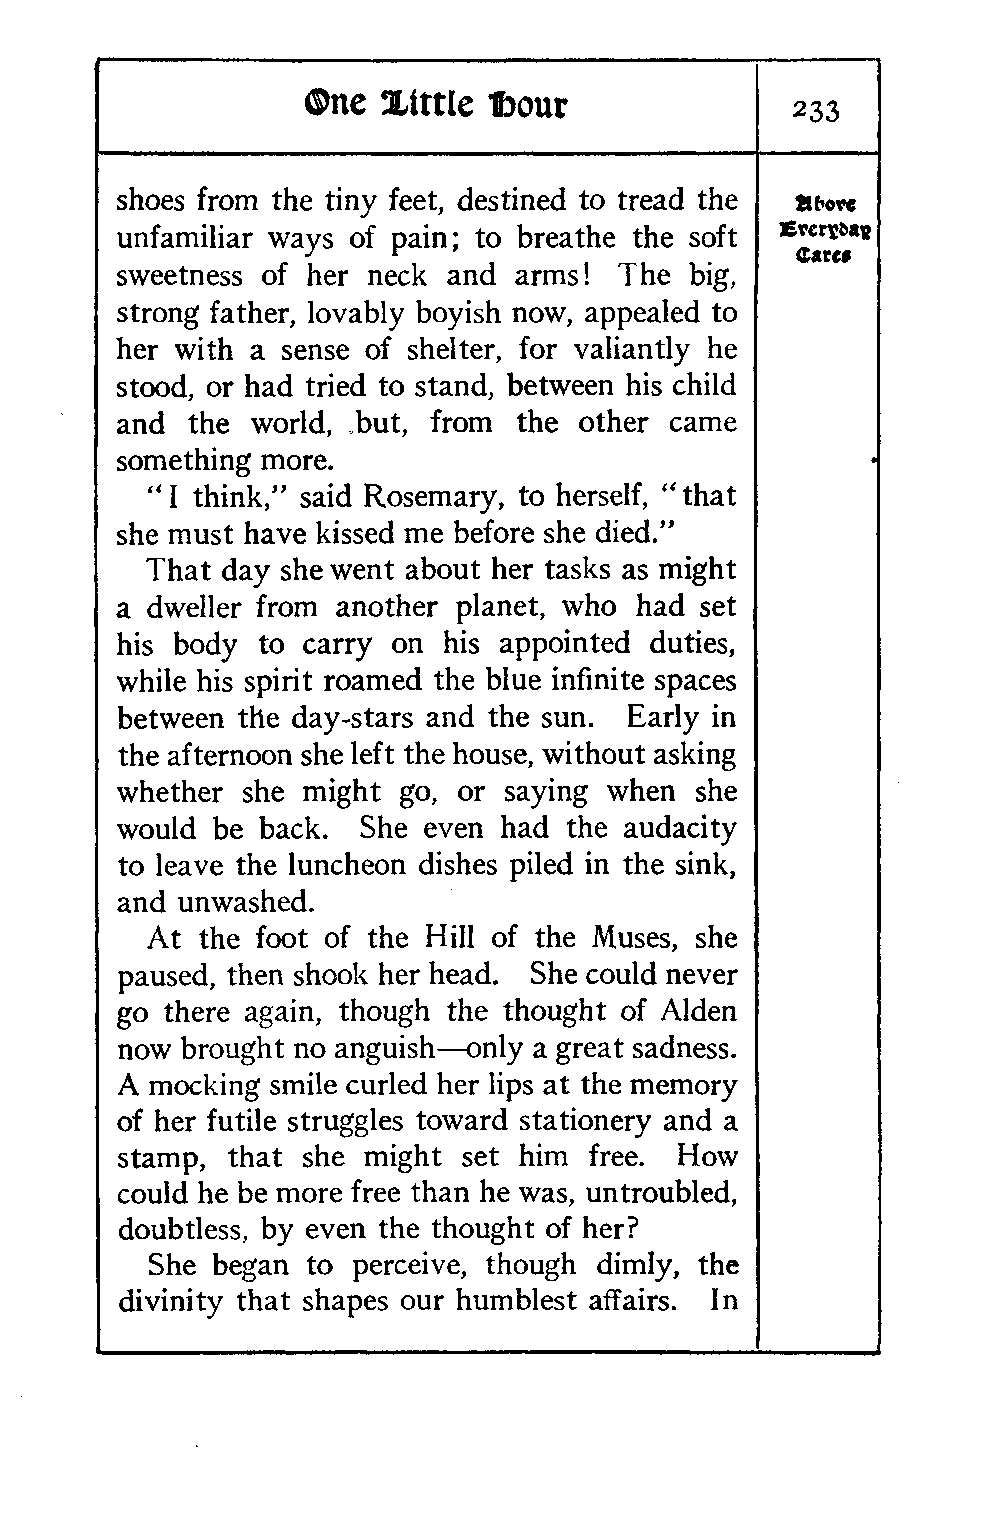 One Little Hour
233
Above
Everyday
Cares
shoes from the tiny feet, destined to tread the
unfamiliar ways of pain; to breathe the soft
sweetness of her neck and arms! The big,
strong father, lovably boyish now, appealed to
her with a sense of shelter, for valiantly he
stood, or had tried to stand, between his child
and the world, but, from the other came
something more.
"I think," said Rosemary, to herself, "that
she must have kissed me before she died."
That day she went about her tasks as might
a dweller from another planet, who had set
his body to carry on his appointed duties,
while his spirit roamed the blue infinite spaces
between the day-stars and the sun. Early in
the afternoon she left the house, without asking
whether she might go, or saying when she
would be back. She even had the audacity
to leave the luncheon dishes piled in the sink,
and unwashed.
At the foot of the Hill of the Muses, she
paused, then shook her head. She could never
go there again, though the thought of Alden
now brought no anguish—only a great sadness.
A mocking smile curled her lips at the memory
of her futile struggles toward stationery and a
stamp, that she might set him free. How
could he be more free than he was, untroubled,
doubtless, by even the thought of her?
She began to perceive, though dimly, the
divinity that shapes our humblest affairs. In